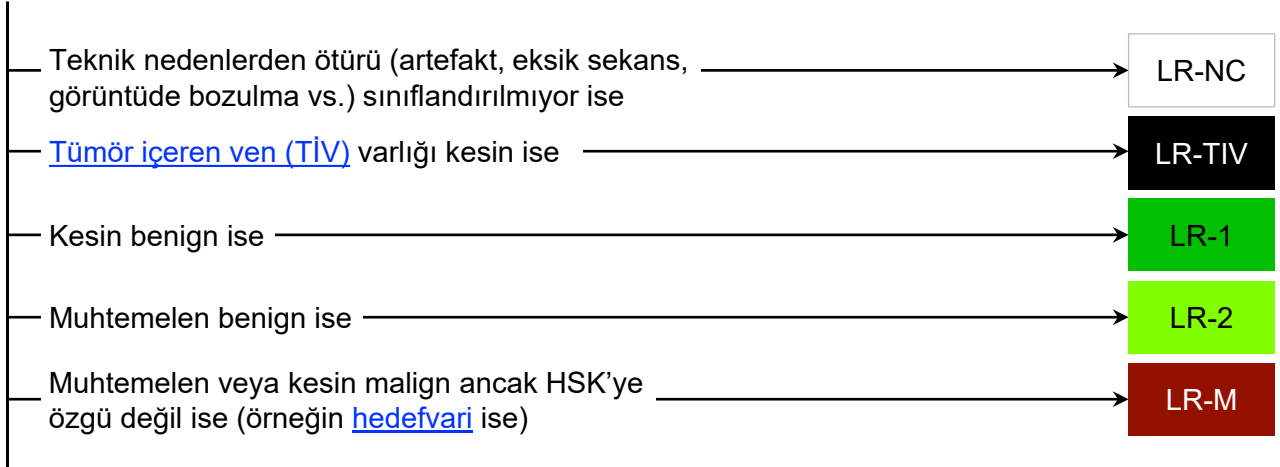 Teknik nedenlerden ötürü (artefakt, eksik sekans,
görüntüde bozulma vs.) sınıflandırılmıyor ise
LR-NC
Tümör içeren ven (TİV) varlığı kesin ise
LR-TIV
Kesin benign ise
LR-1
Muhtemelen benign ise
LR-2
Muhtemelen veya kesin malign ancak HSK’ye
özgü değil ise (örneğin hedefvari ise)
LR-M